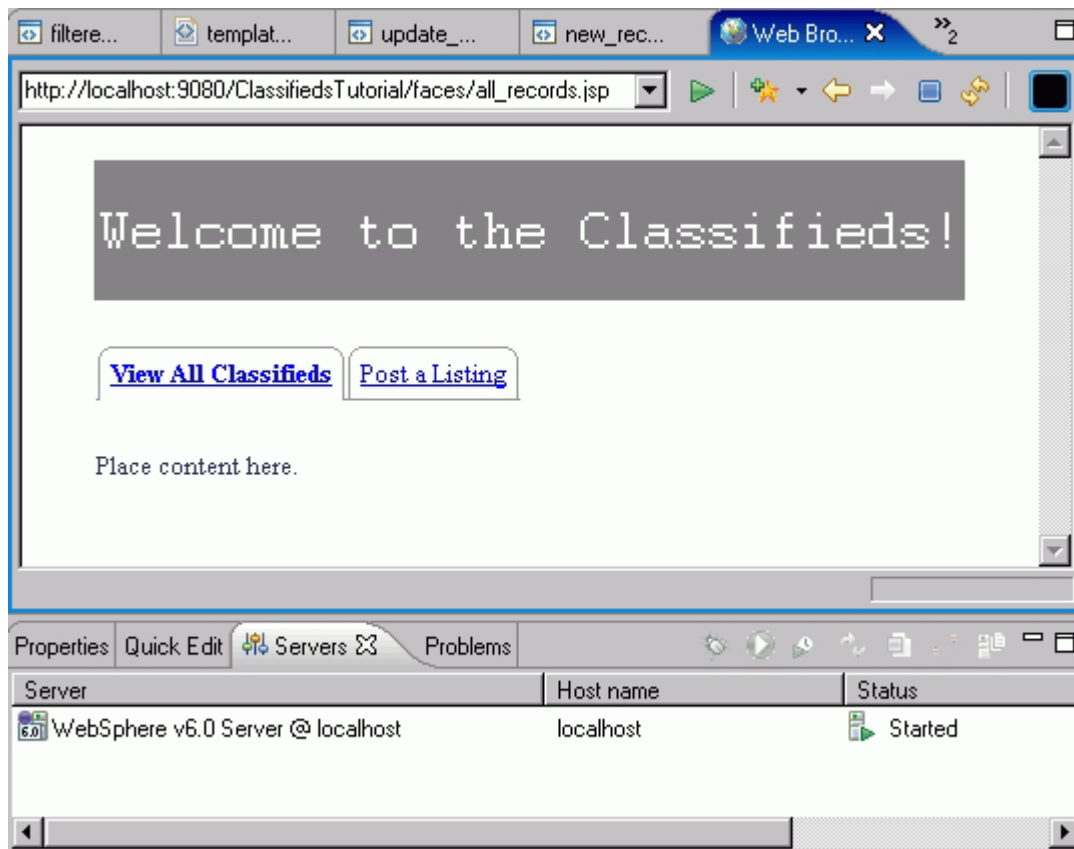 filtere... templat... update_... new_rec... Web Bro... »2
http://localhost:9080/ClassifiedsTutorial/faces/all_records.jsp
Welcome to the Classifieds!
View All Classifieds Post a Listing
Place content here.
Properties Quick Edit Servers Problems
Server Host name Status
6.0 WebSphere v6.0 Server @ localhost localhost Started